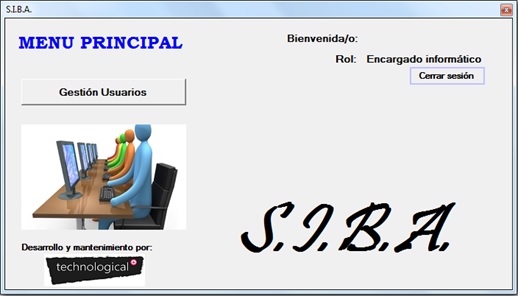 S.I.B.A.
MENU PRINCIPAL
Bienvenida/o:
Rol: Encargado informático
Cerrar sesión
Gestión Usuarios
S.I.B.A.
Desarrollo y mantenimiento por:
technological